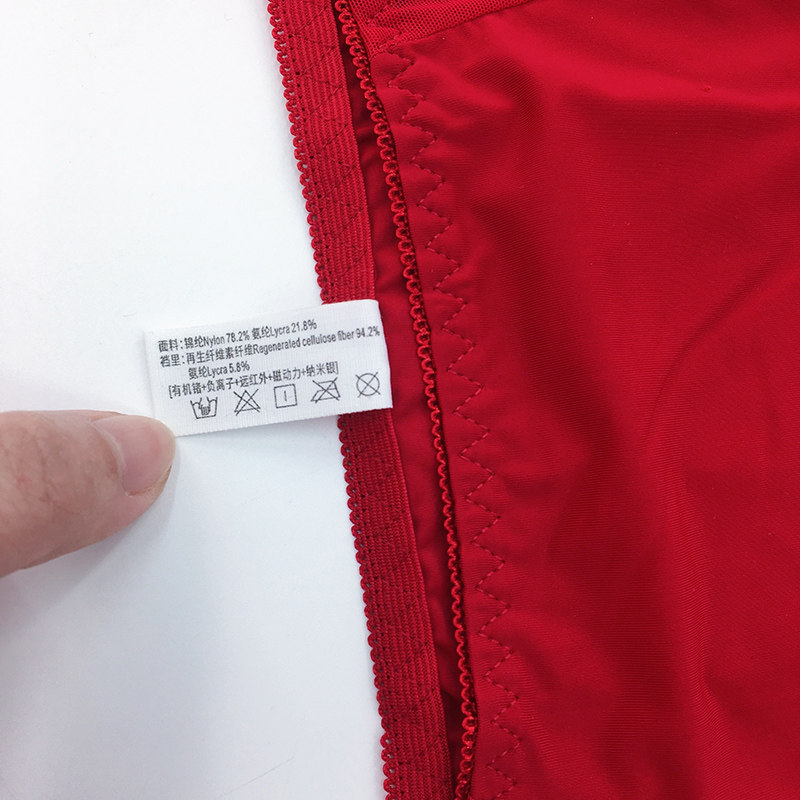 面料:锦纶Nylon 78.2% 氨纶Lycra 21.8%
裆里:再生纤维素纤维Regenerated cellulose fiber 94.2%
氨纶Lycra 5.8%
[有机锗+负离子+远红外+磁动力+纳米银]